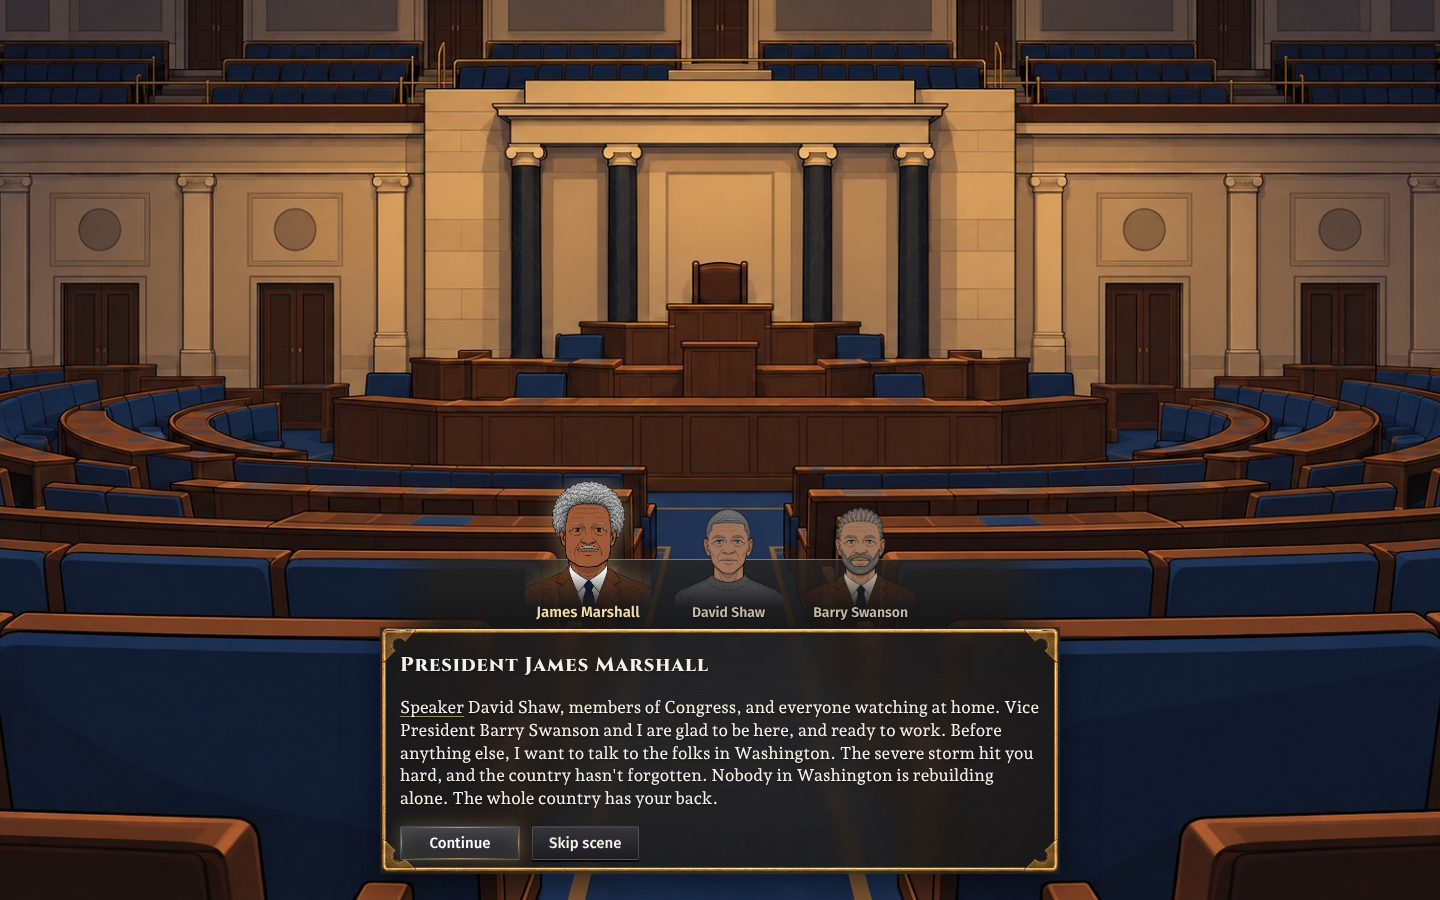 James Marshall
David Shaw
Barry Swanson
President James Marshall
Speaker David Shaw, members of Congress, and everyone watching at home. Vice
President Barry Swanson and I are glad to be here, and ready to work. Before
anything else, I want to talk to the folks in Washington. The severe storm hit you
hard, and the country hasn't forgotten. Nobody in Washington is rebuilding
alone. The whole country has your back.
Continue
Skip scene